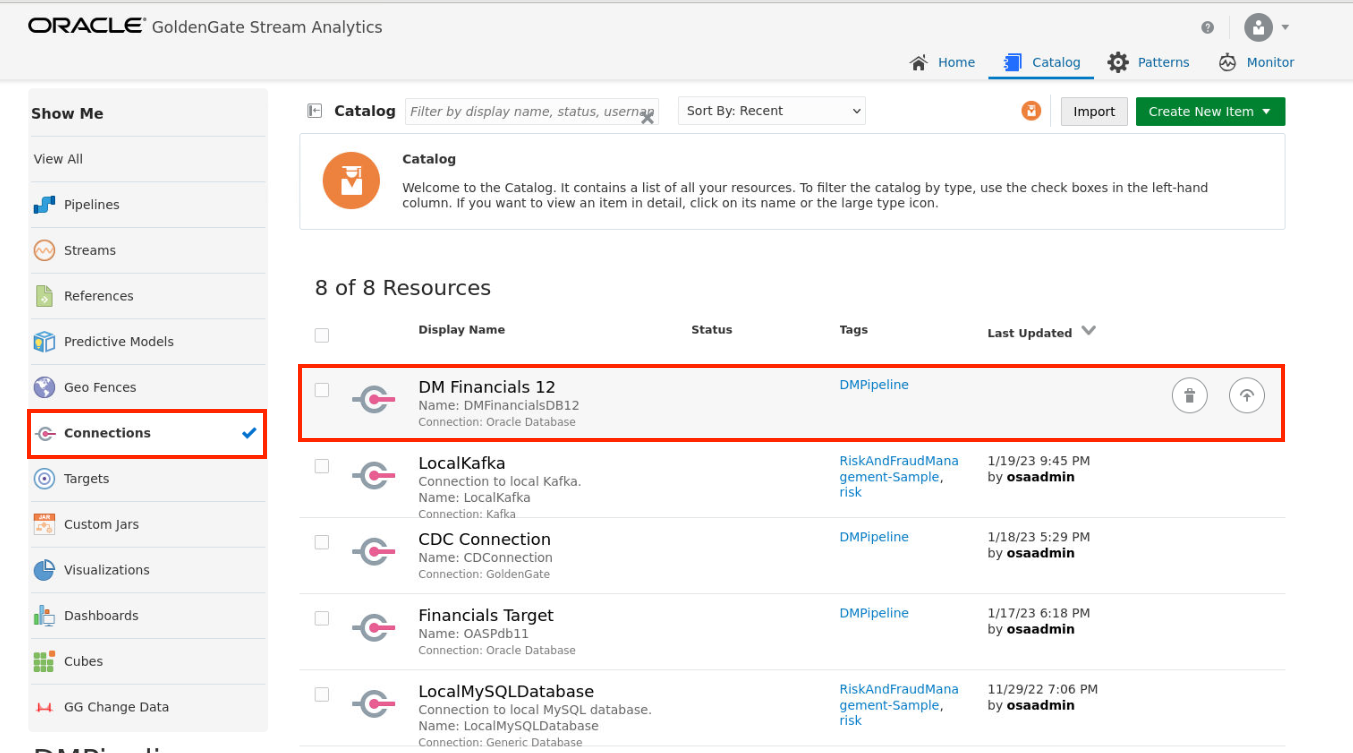 ORACLE GoldenGate Stream Analytics
Home
Catalog
Patterns
Monitor
Show Me
View All
Pipelines
Streams
References
Predictive Models
Geo Fences
Connections
Targets
Custom Jars
Visualizations
Dashboards
Cubes
GG Change Data
Catalog
Filter by display name, status, usernan
Sort By: Recent
Import
Create New Item
Catalog
Welcome to the Catalog. It contains a list of all your resources. To filter the catalog by type, use the check boxes in the left-hand
column. If you want to view an item in detail, click on its name or the large type icon.
8 of 8 Resources
Display Name
Status
Tags
Last Updated
DM Financials 12
Name: DMFinancialsDB12
Connection: Oracle Database
DMPipeline
LocalKafka
Connection to local Kafka.
Name: LocalKafka
Connection: Kafka
RiskAndFraudMana
gement-Sample,
risk
1/19/23 9:45 PM
by osaadmin
CDC Connection
Name: CDConnection
Connection: GoldenGate
DMPipeline
1/18/23 5:29 PM
by osaadmin
Financials Target
Name: OASPdb11
Connection: Oracle Database
DMPipeline
1/17/23 6:18 PM
by osaadmin
LocalMySQLDatabase
Connection to local MySQL database.
Name: LocalMySQLDatabase
Connection: Generic Database
RiskAndFraudMana
gement-Sample,
risk
11/29/22 7:06 PM
by osaadmin